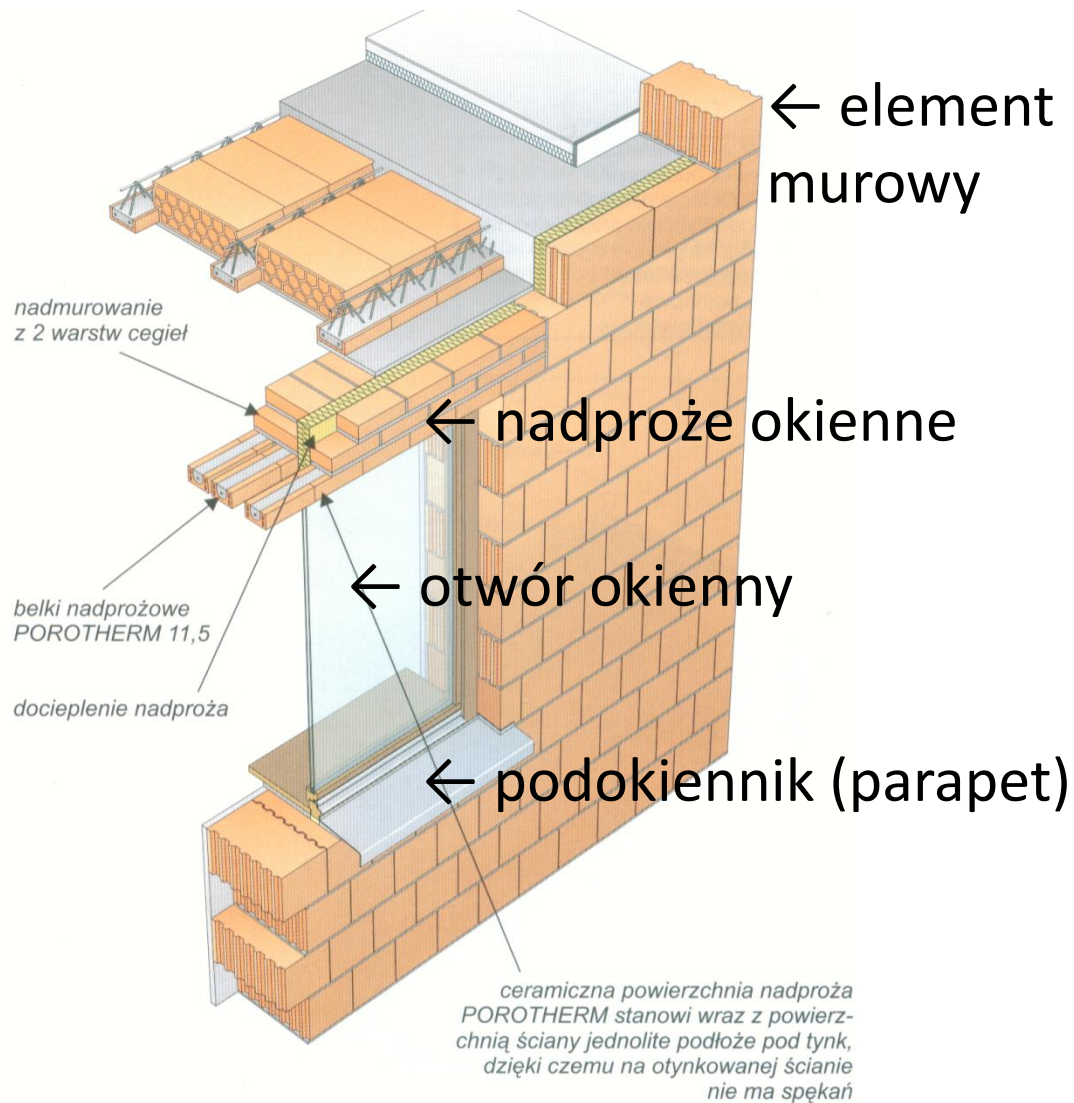 ← element
murowy
nadmurowanie
z 2 warstw cegieł
← nadproże okienne
← otwór okienny
belki nadprożowe
POROTHERM 11,5
docieplenie nadproża
← podokiennik (parapet)
ceramiczna powierzchnia nadproża
POROTHERM stanowi wraz z powierz-
chnią ściany jednolite podłoże pod tynk,
dzięki czemu na otynkowanej ścianie
nie ma spękań